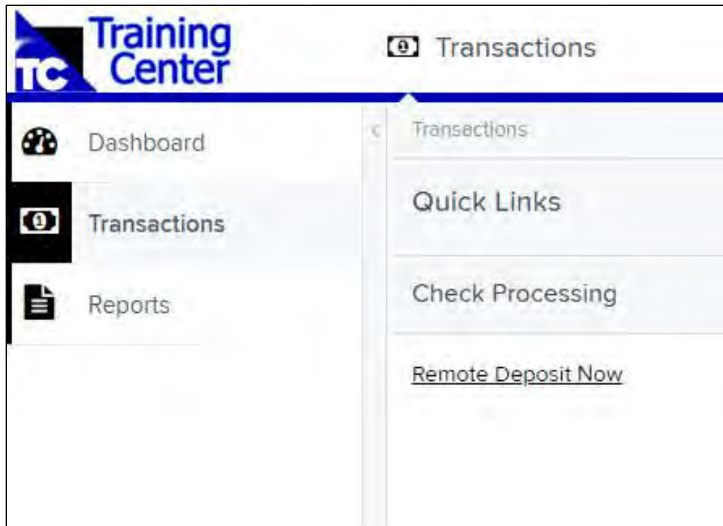 Training
Center
TC
Transactions
Dashboard
Transactions
Reports
Transactions
Quick Links
Check Processing
Remote Deposit Now